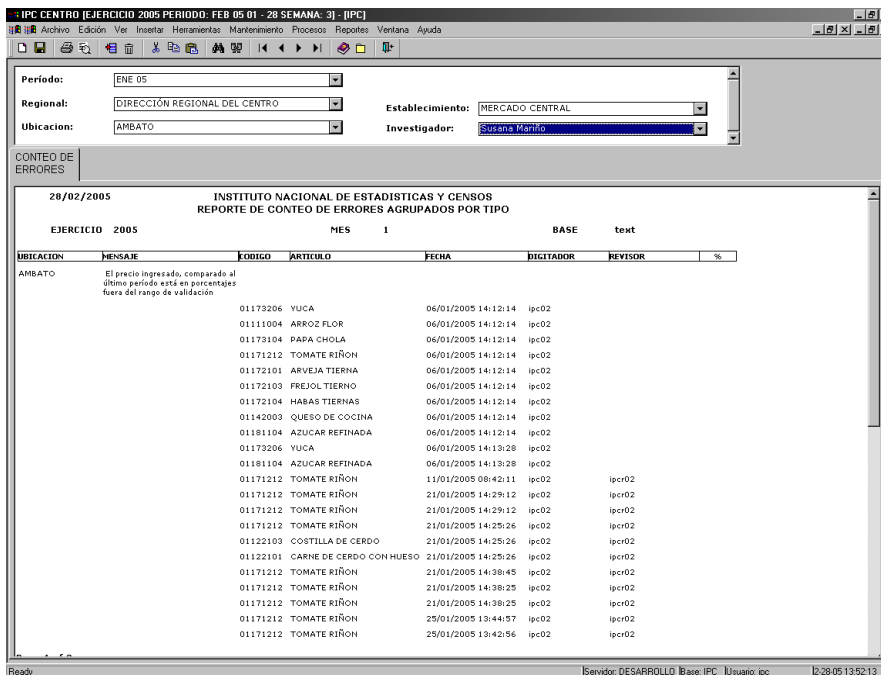 IPC CENTRO [EJERCICIO 2005 PERIODO: FEB 05 01 - 28 SEMANA: 3] - [IPC]
Archivo Edición Ver Insertar Herramientas Mantenimiento Procesos Reportes Ventana Ayuda
Período: ENE 05
Regional: DIRECCIÓN REGIONAL DEL CENTRO Establecimiento: MERCADO CENTRAL
Ubicacion: AMBATO Investigador: Susana Mariño
CONTEO DE
ERRORES
28/02/2005 INSTITUTO NACIONAL DE ESTADISTICAS Y CENSOS
REPORTE DE CONTEO DE ERRORES AGRUPADOS POR TIPO
EJERCICIO 2005 MES 1 BASE text
UBICACION MENSAJE CODIGO ARTICULO FECHA DIGITADOR REVISOR %
AMBATO El precio ingresado, comparado al
último período está en porcentajes
fuera del rango de validación
01173206 YUCA 06/01/2005 14:12:14 ipc02
01111004 ARROZ FLOR 06/01/2005 14:12:14 ipc02
01173104 PAPA CHOLA 06/01/2005 14:12:14 ipc02
01171212 TOMATE RIÑON 06/01/2005 14:12:14 ipc02
01172101 ARVEJA TIERNA 06/01/2005 14:12:14 ipc02
01172103 FREJOL TIERNO 06/01/2005 14:12:14 ipc02
01172104 HABAS TIERNAS 06/01/2005 14:12:14 ipc02
01142003 QUESO DE COCINA 06/01/2005 14:12:14 ipc02
01181104 AZUCAR REFINADA 06/01/2005 14:12:14 ipc02
01173206 YUCA 06/01/2005 14:13:28 ipc02
01181104 AZUCAR REFINADA 06/01/2005 14:13:28 ipc02
01171212 TOMATE RIÑON 11/01/2005 08:42:11 ipc02 ipcr02
01171212 TOMATE RIÑON 21/01/2005 14:29:12 ipc02 ipcr02
01171212 TOMATE RIÑON 21/01/2005 14:29:12 ipc02 ipcr02
01171212 TOMATE RIÑON 21/01/2005 14:25:26 ipc02 ipcr02
01122103 COSTILLA DE CERDO 21/01/2005 14:25:26 ipc02 ipcr02
01122101 CARNE DE CERDO CON HUESO 21/01/2005 14:25:26 ipc02 ipcr02
01171212 TOMATE RIÑON 21/01/2005 14:38:45 ipc02 ipcr02
01171212 TOMATE RIÑON 21/01/2005 14:38:25 ipc02 ipcr02
01171212 TOMATE RIÑON 21/01/2005 14:38:25 ipc02 ipcr02
01171212 TOMATE RIÑON 25/01/2005 13:44:57 ipc02 ipcr02
01171212 TOMATE RIÑON 25/01/2005 13:42:56 ipc02 ipcr02
Ready Servidor: DESARROLLO Base: IPC Usuario: ipc 2-28-05 13:52:13